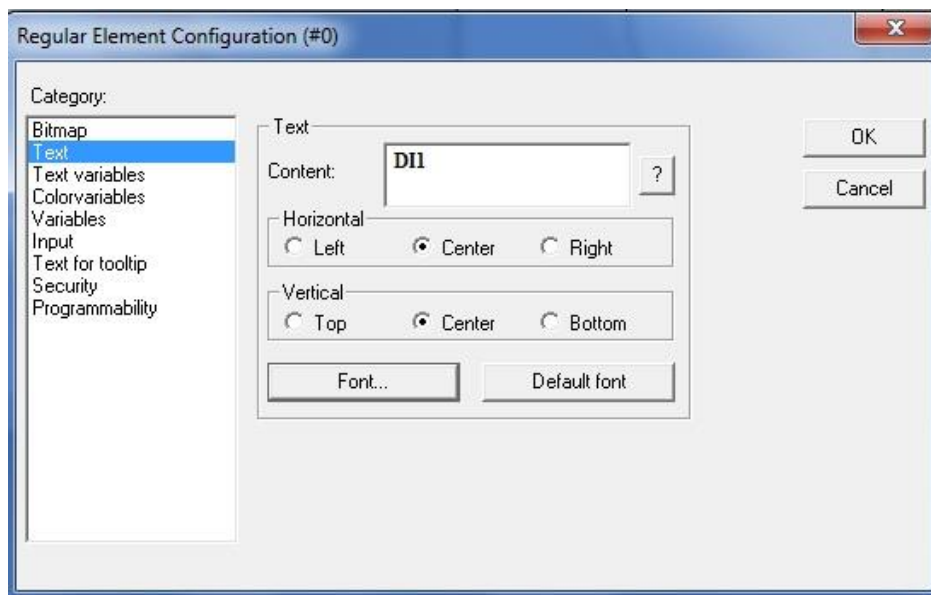 Regular Element Configuration (#0)
Category:
Bitmap
Text
Text variables
Colorvariables
Variables
Input
Text for tooltip
Security
Programmability
Text
Content:
DI1
?
Horizontal
Left Center Right
Vertical
Top Center Bottom
Font... Default font
OK
Cancel